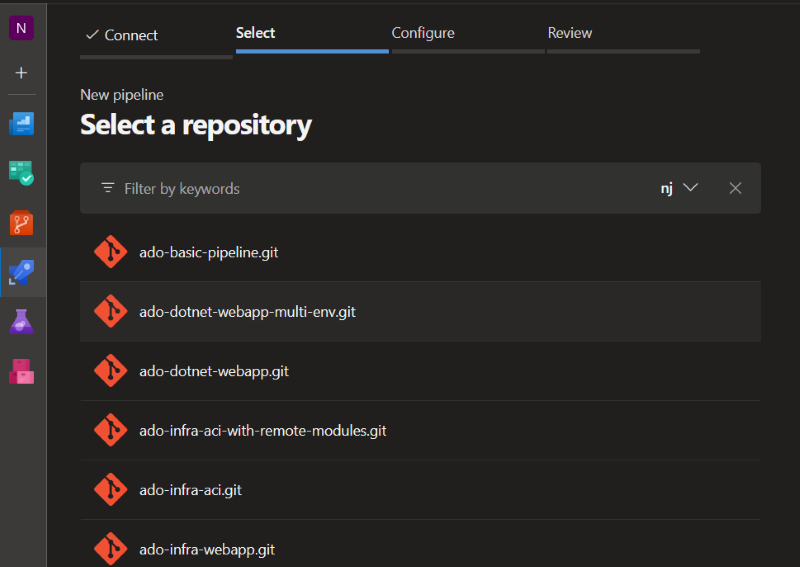 N
Connect
Select
Configure
Review
New pipeline
Select a repository
Filter by keywords
nj
ado-basic-pipeline.git
ado-dotnet-webapp-multi-env.git
ado-dotnet-webapp.git
ado-infra-aci-with-remote-modules.git
ado-infra-aci.git
ado-infra-webapp.git